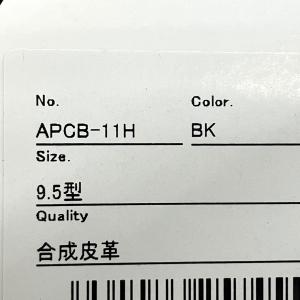 No. Color.
APCB-11H BK
Size.
9.5型
Quality
合成皮革